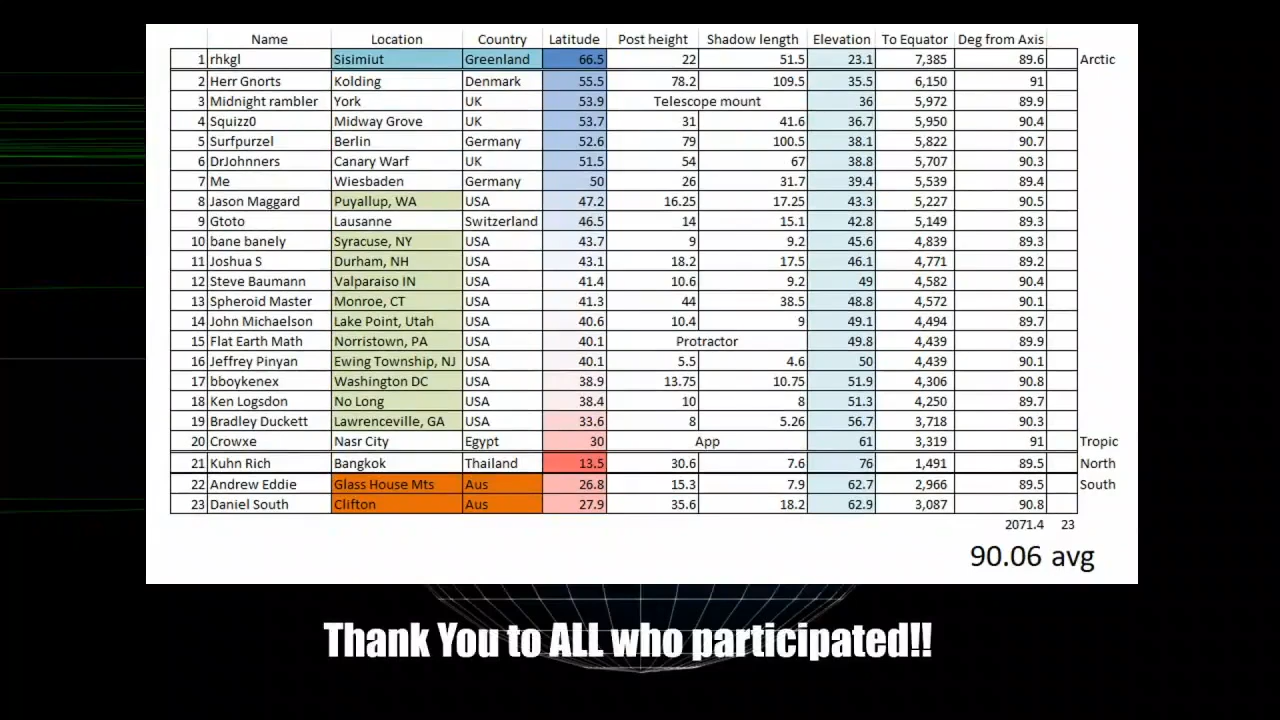 Name Location Country Latitude Post height Shadow length Elevation To Equator Deg from Axis
1 rhkgl Sisimiut Greenland 66.5 22 51.5 23.1 7,385 89.6 Arctic
2 Herr Gnorts Kolding Denmark 55.5 78.2 109.5 35.5 6,150 91
3 Midnight rambler York UK 53.9 Telescope mount 36 5,972 89.9
4 Squizz0 Midway Grove UK 53.7 31 41.6 36.7 5,950 90.4
5 Surfpurzel Berlin Germany 52.6 79 100.5 38.1 5,822 90.7
6 DrJohnners Canary Warf UK 51.5 54 67 38.8 5,707 90.3
7 Me Wiesbaden Germany 50 26 31.7 39.4 5,539 89.4
8 Jason Maggard Puyallup, WA USA 47.2 16.25 17.25 43.3 5,227 90.5
9 Gtoto Lausanne Switzerland 46.5 14 15.1 42.8 5,149 89.3
10 bane banely Syracuse, NY USA 43.7 9 9.2 45.6 4,839 89.3
11 Joshua S Durham, NH USA 43.1 18.2 17.5 46.1 4,771 89.2
12 Steve Baumann Valparaiso IN USA 41.4 10.6 9.2 49 4,582 90.4
13 Spheroid Master Monroe, CT USA 41.3 44 38.5 48.8 4,572 90.1
14 John Michaelson Lake Point, Utah USA 40.6 10.4 9 49.1 4,494 89.7
15 Flat Earth Math Norristown, PA USA 40.1 Protractor 49.8 4,439 89.9
16 Jeffrey Pinyan Ewing Township, NJ USA 40.1 5.5 4.6 50 4,439 90.1
17 bboykenex Washington DC USA 38.9 13.75 10.75 51.9 4,306 90.8
18 Ken Logsdon No Long USA 38.4 10 8 51.3 4,250 89.7
19 Bradley Duckett Lawrenceville, GA USA 33.6 8 5.26 56.7 3,718 90.3
20 Crowxe Nasr City Egypt 30 App 61 3,319 91 Tropic
21 Kuhn Rich Bangkok Thailand 13.5 30.6 7.6 76 1,491 89.5 North
22 Andrew Eddie Glass House Mts Aus 26.8 15.3 7.9 62.7 2,966 89.5 South
23 Daniel South Clifton Aus 27.9 35.6 18.2 62.9 3,087 90.8
2071.4 23
90.06 avg
Thank You to ALL who participated!!